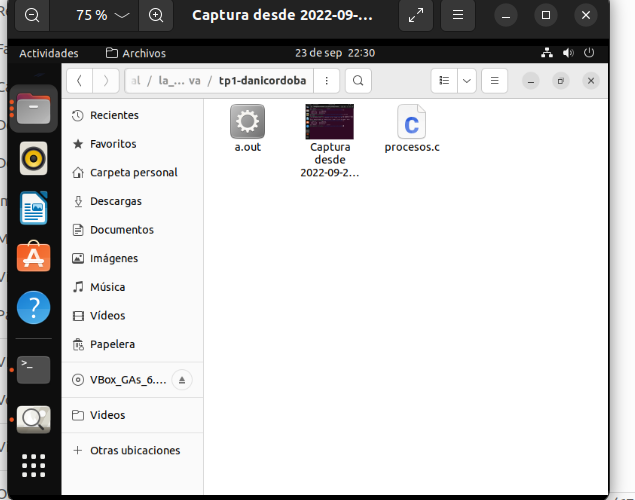 75 %
Captura desde 2022-09-...
Actividades
Archivos
23 de sep 22:30
al / la_... va / tp1-danicordoba
Recientes
Favoritos
Carpeta personal
Descargas
Documentos
Imágenes
Música
Vídeos
Papelera
VBox_GAs_6....
Videos
Otras ubicaciones
a.out
Captura
desde
2022-09-2...
C
procesos.c